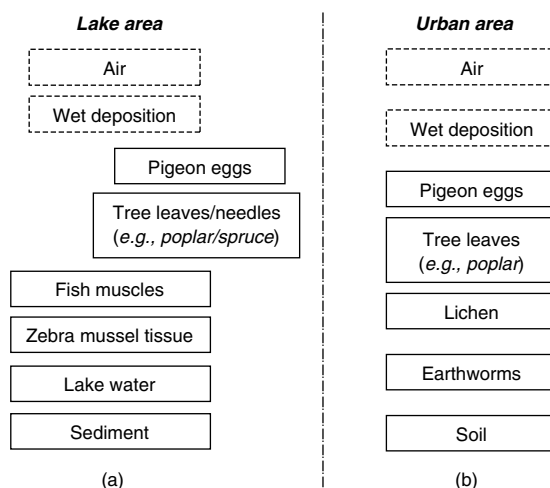 Lake area
Air
Wet deposition
Pigeon eggs
Tree leaves/needles
(e.g., poplar/spruce)
Fish muscles
Zebra mussel tissue
Lake water
Sediment
(a)
Urban area
Air
Wet deposition
Pigeon eggs
Tree leaves
(e.g., poplar)
Lichen
Earthworms
Soil
(b)